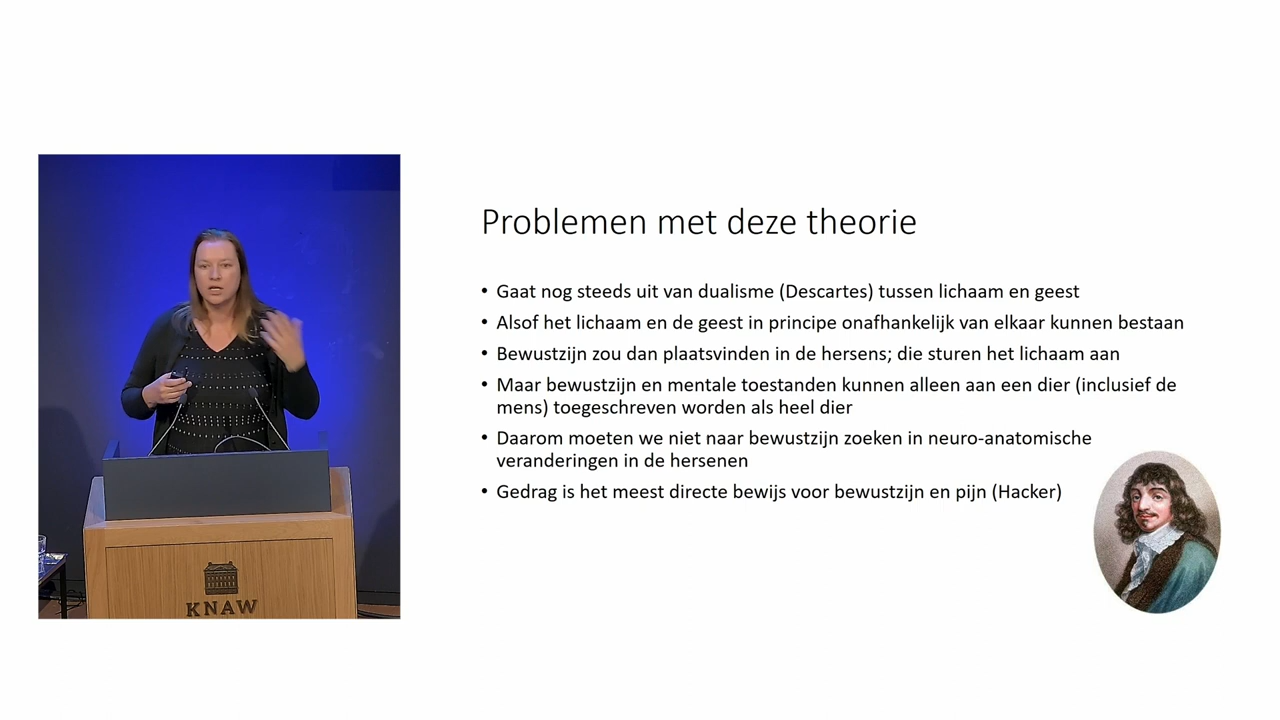 Problemen met deze theorie
• Gaat nog steeds uit van dualisme (Descartes) tussen lichaam en geest
• Alsof het lichaam en de geest in principe onafhankelijk van elkaar kunnen bestaan
• Bewustzijn zou dan plaatsvinden in de hersens; die sturen het lichaam aan
• Maar bewustzijn en mentale toestanden kunnen alleen aan een dier (inclusief de
mens) toegeschreven worden als heel dier
• Daarom moeten we niet naar bewustzijn zoeken in neuro-anatomische
veranderingen in de hersenen
• Gedrag is het meest directe bewijs voor bewustzijn en pijn (Hacker)
KNAW